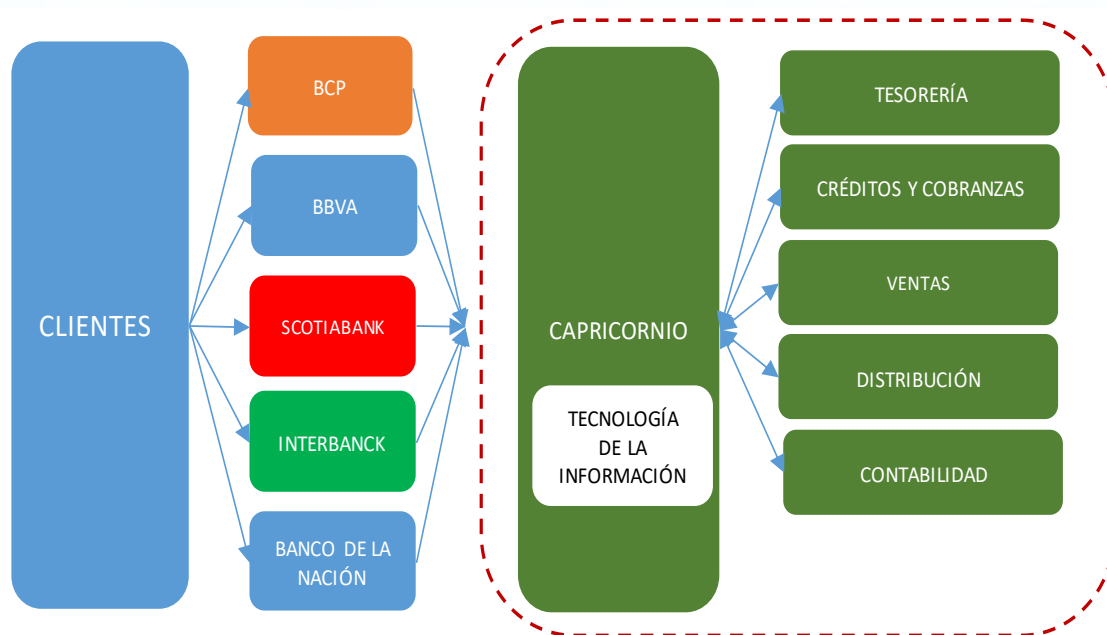 CLIENTES
BCP
BBVA
SCOTIABANK
INTERBANCK
BANCO DE LA
NACIÓN
CAPRICORNIO
TECNOLOGÍA
DE LA
INFORMACIÓN
TESORERÍA
CRÉDITOS Y COBRANZAS
VENTAS
DISTRIBUCIÓN
CONTABILIDAD